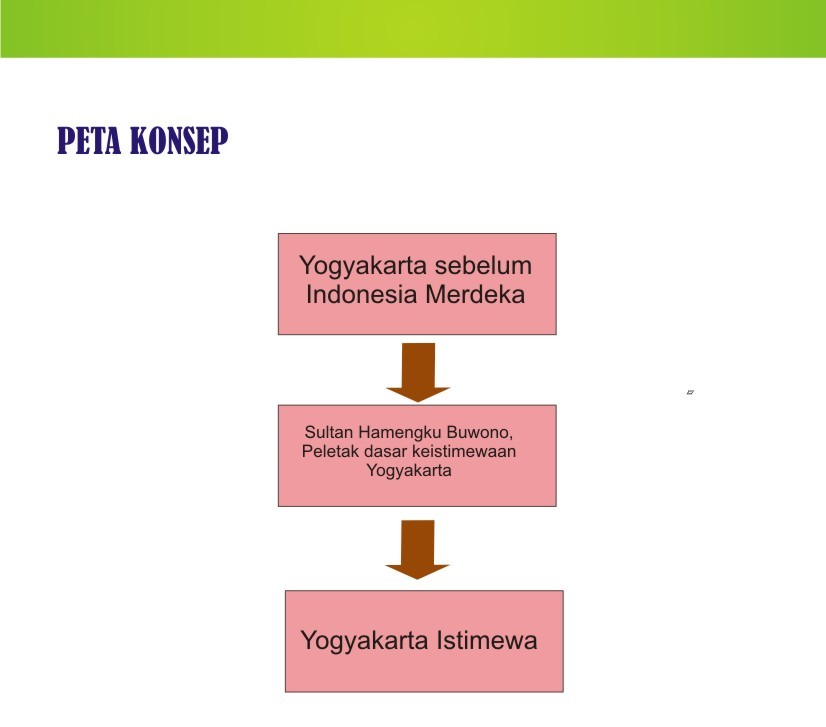 PETA KONSEP
Yogyakarta sebelum
Indonesia Merdeka
Sultan Hamengku Buwono,
Peletak dasar keistimewaan
Yogyakarta
Yogyakarta Istimewa